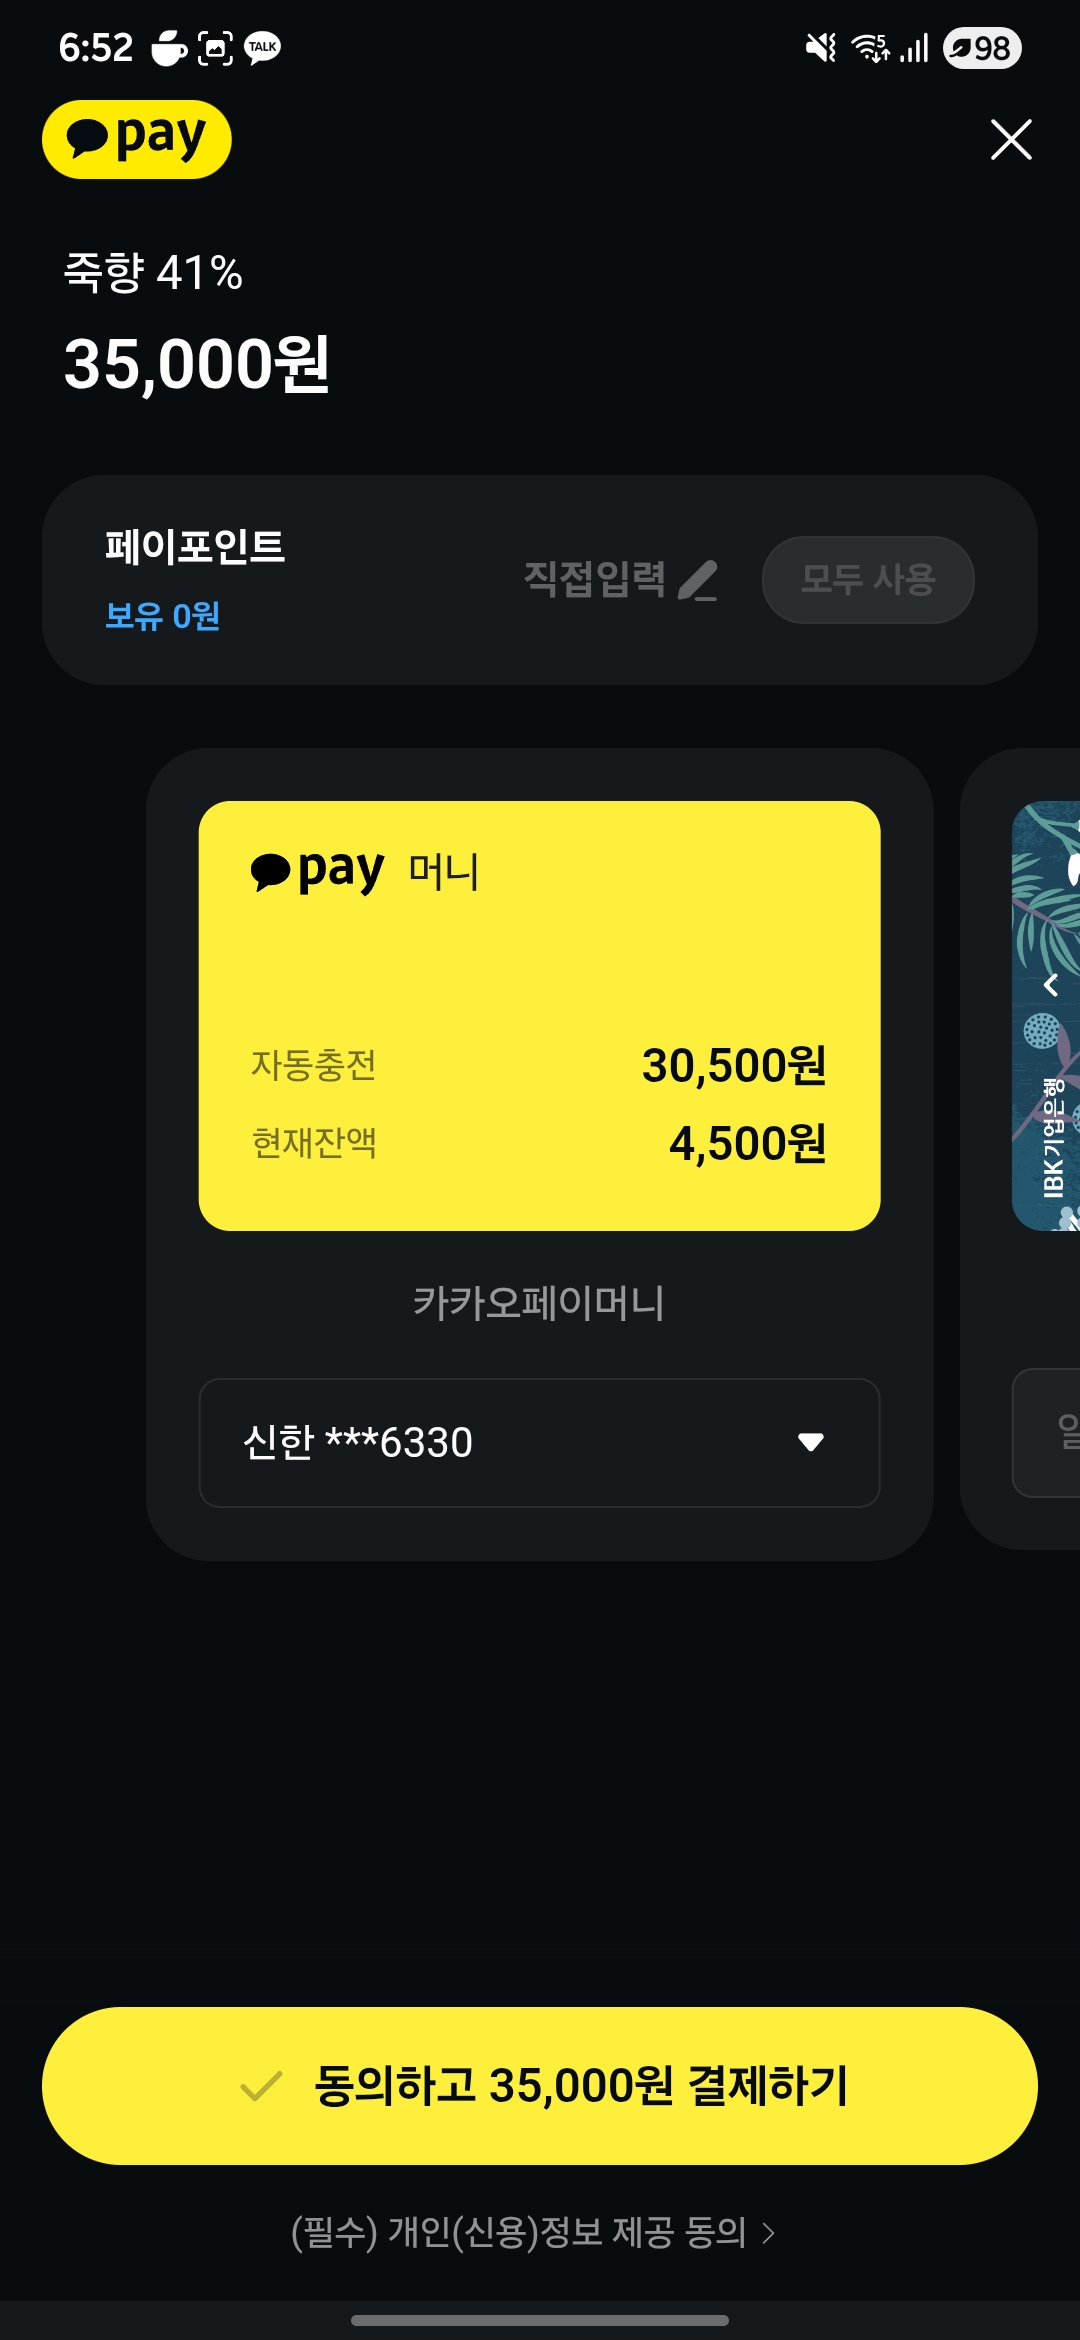 6:52
TALK
5
98
pay
죽향 41%
35,000원
페이포인트
보유 0원
직접입력
모두 사용
pay 머니
자동충전 30,500원
현재잔액 4,500원
IBK기업은행
카카오페이머니
신한 ***6330
동의하고 35,000원 결제하기
(필수) 개인(신용)정보 제공 동의